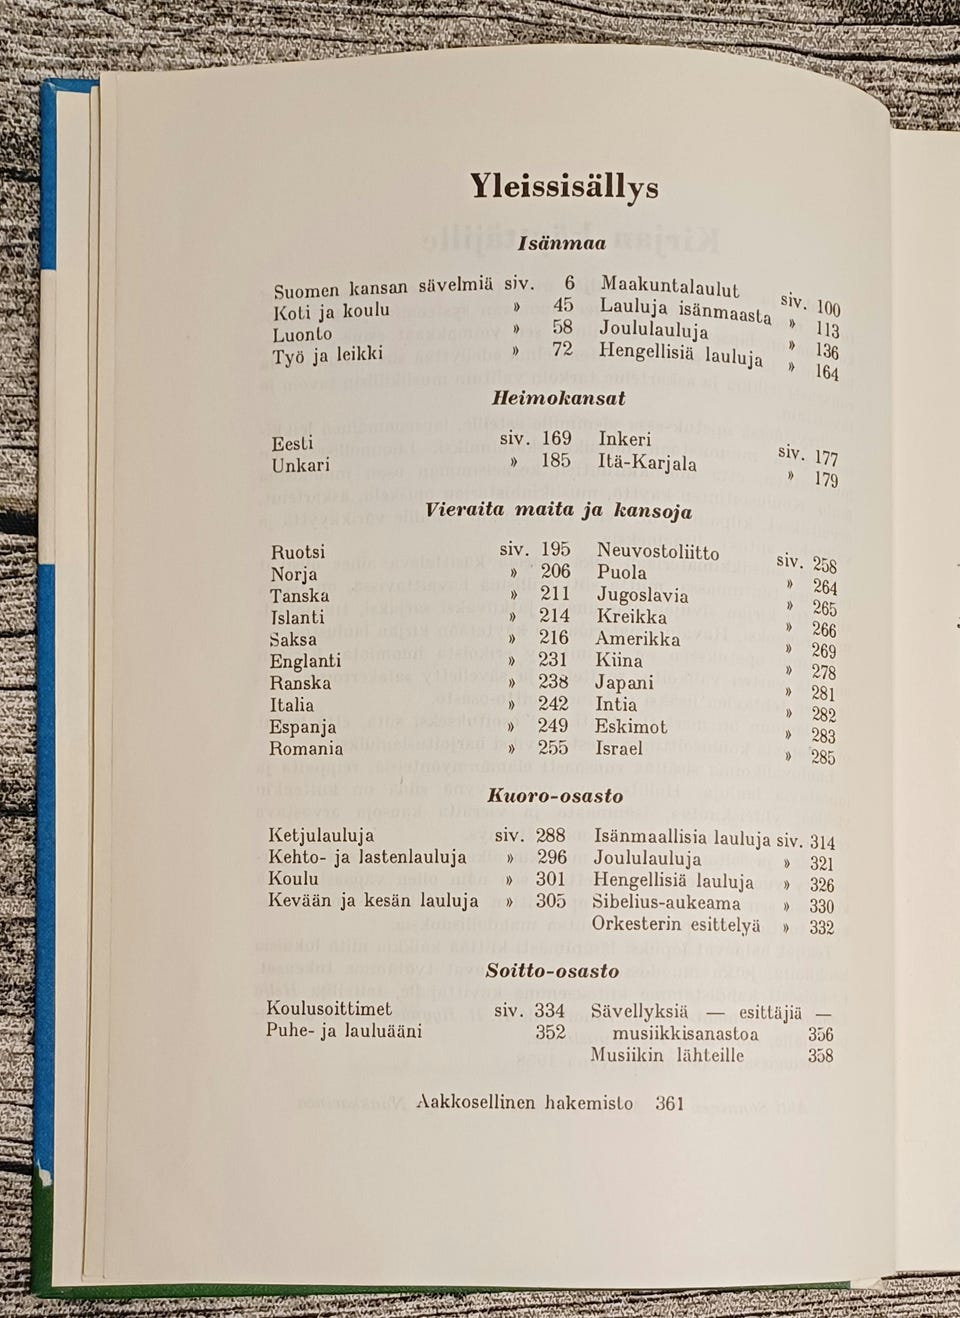 Yleissisällys
Isänmaa
Suomen kansan sävelmiä siv. 6 Maakuntalaulut siv. 100
Koti ja koulu » 45 Lauluja isänmaasta » 113
Luonto » 58 Joululauluja » 136
Työ ja leikki » 72 Hengellisiä lauluja » 164
Heimokansat
Eesti siv. 169 Inkeri siv. 177
Unkari » 185 Itä-Karjala » 179
Vieraita maita ja kansoja
Ruotsi siv. 195 Neuvostoliitto siv. 258
Norja » 206 Puola » 264
Tanska » 211 Jugoslavia » 265
Islanti » 214 Kreikka » 266
Saksa » 216 Amerikka » 269
Englanti » 231 Kiina » 278
Ranska » 238 Japani » 281
Italia » 242 Intia » 282
Espanja » 249 Eskimot » 283
Romania » 255 Israel » 285
Kuoro-osasto
Ketjulauluja siv. 288 Isänmaallisia lauluja siv. 314
Kehto- ja lastenlauluja » 296 Joululauluja » 321
Koulu » 301 Hengellisiä lauluja » 326
Kevään ja kesän lauluja » 305 Sibelius-aukeama » 330
Orkesterin esittelyä » 332
Soitto-osasto
Koulusoittimet siv. 334 Sävellyksiä — esittäjiä —
Puhe- ja lauluääni 352 musiikkisanastoa 356
Musiikin lähteille 358
Aakkosellinen hakemisto 361